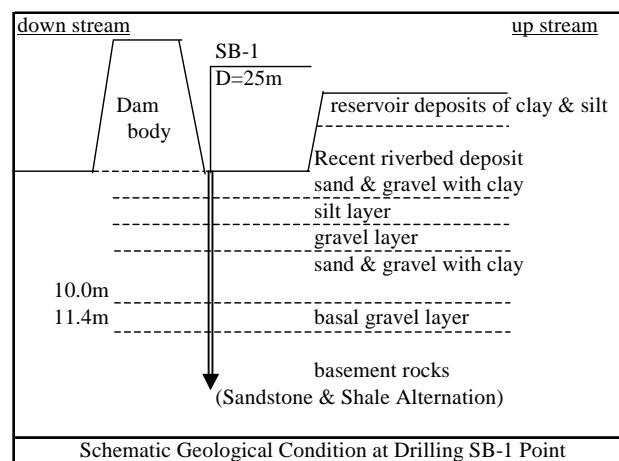 down stream
up stream
SB-1
D=25m
Dam
body
reservoir deposits of clay & silt
Recent riverbed deposit
sand & gravel with clay
silt layer
gravel layer
sand & gravel with clay
10.0m
11.4m
basal gravel layer
basement rocks
(Sandstone & Shale Alternation)
Schematic Geological Condition at Drilling SB-1 Point